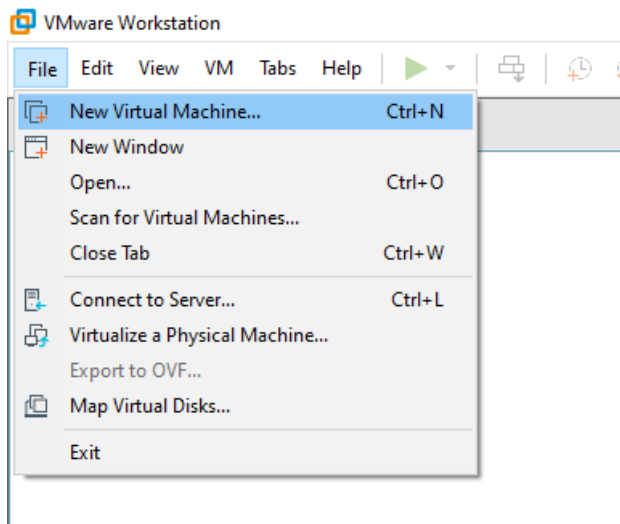 VMware Workstation
File Edit View VM Tabs Help
New Virtual Machine... Ctrl+N
New Window
Open... Ctrl+O
Scan for Virtual Machines...
Close Tab Ctrl+W
Connect to Server... Ctrl+L
Virtualize a Physical Machine...
Export to OVF...
Map Virtual Disks...
Exit